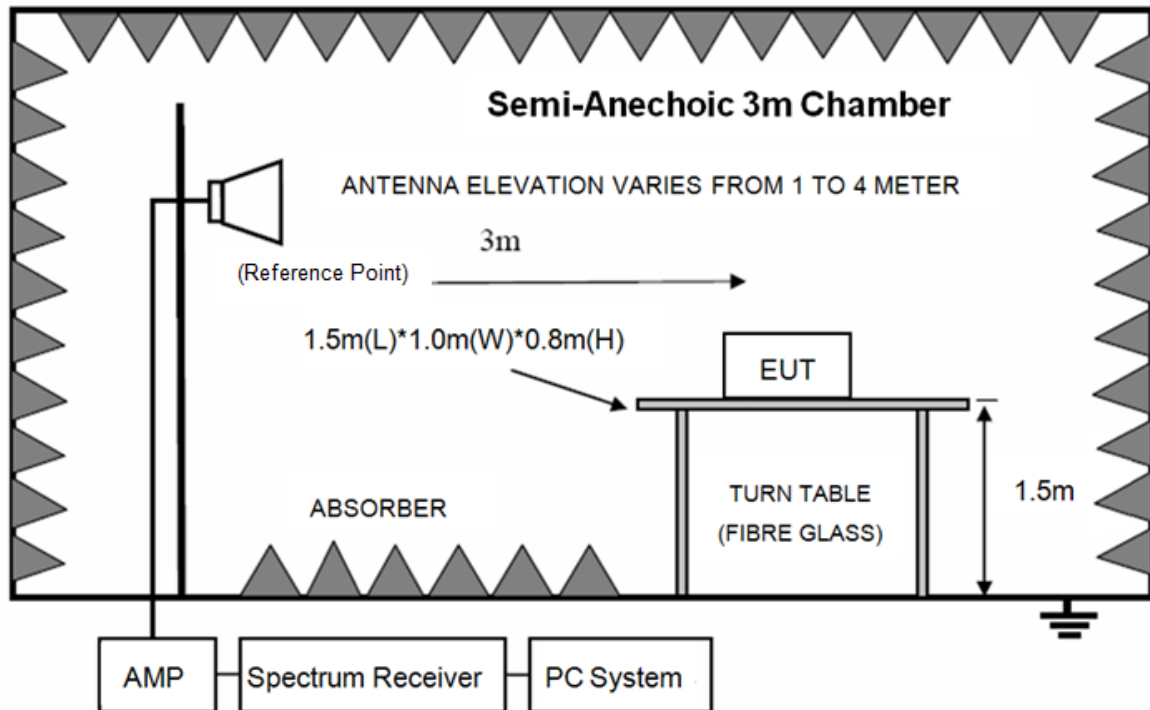 Semi-Anechoic 3m Chamber
ANTENNA ELEVATION VARIES FROM 1 TO 4 METER
3m
(Reference Point)
1.5m(L)*1.0m(W)*0.8m(H)
EUT
TURN TABLE
(FIBRE GLASS)
1.5m
ABSORBER
AMP
Spectrum Receiver
PC System